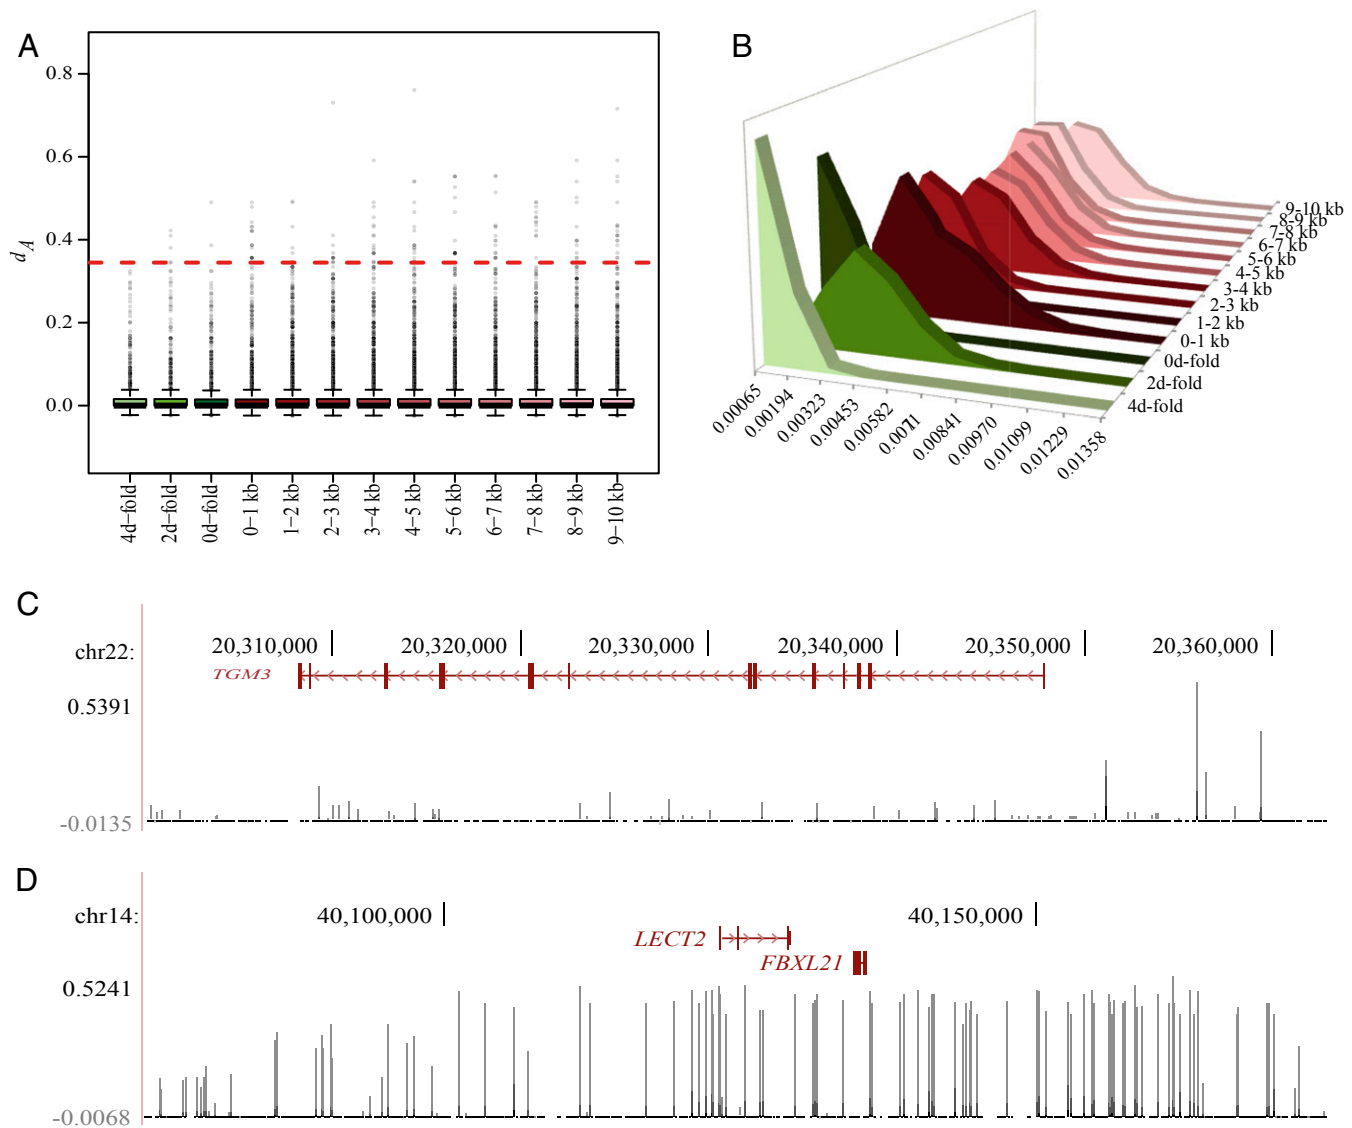 A
0.8
0.6
0.4
0.2
0.0
dA
4d-fold
2d-fold
0d-fold
0-1 kb
1-2 kb
2-3 kb
3-4 kb
4-5 kb
5-6 kb
6-7 kb
7-8 kb
8-9 kb
9-10 kb
B
9-10 kb
8-9 kb
7-8 kb
6-7 kb
5-6 kb
4-5 kb
3-4 kb
2-3 kb
1-2 kb
0-1 kb
0d-fold
2d-fold
4d-fold
0.00065
0.00194
0.00323
0.00453
0.00582
0.0071
0.00841
0.00970
0.01099
0.01229
0.01358
C
chr22: 20,310,000 20,320,000 20,330,000 20,340,000 20,350,000 20,360,000
TGM3
0.5391
-0.0135
D
chr14: 40,100,000 40,150,000
LECT2
FBXL21
0.5241
-0.0068